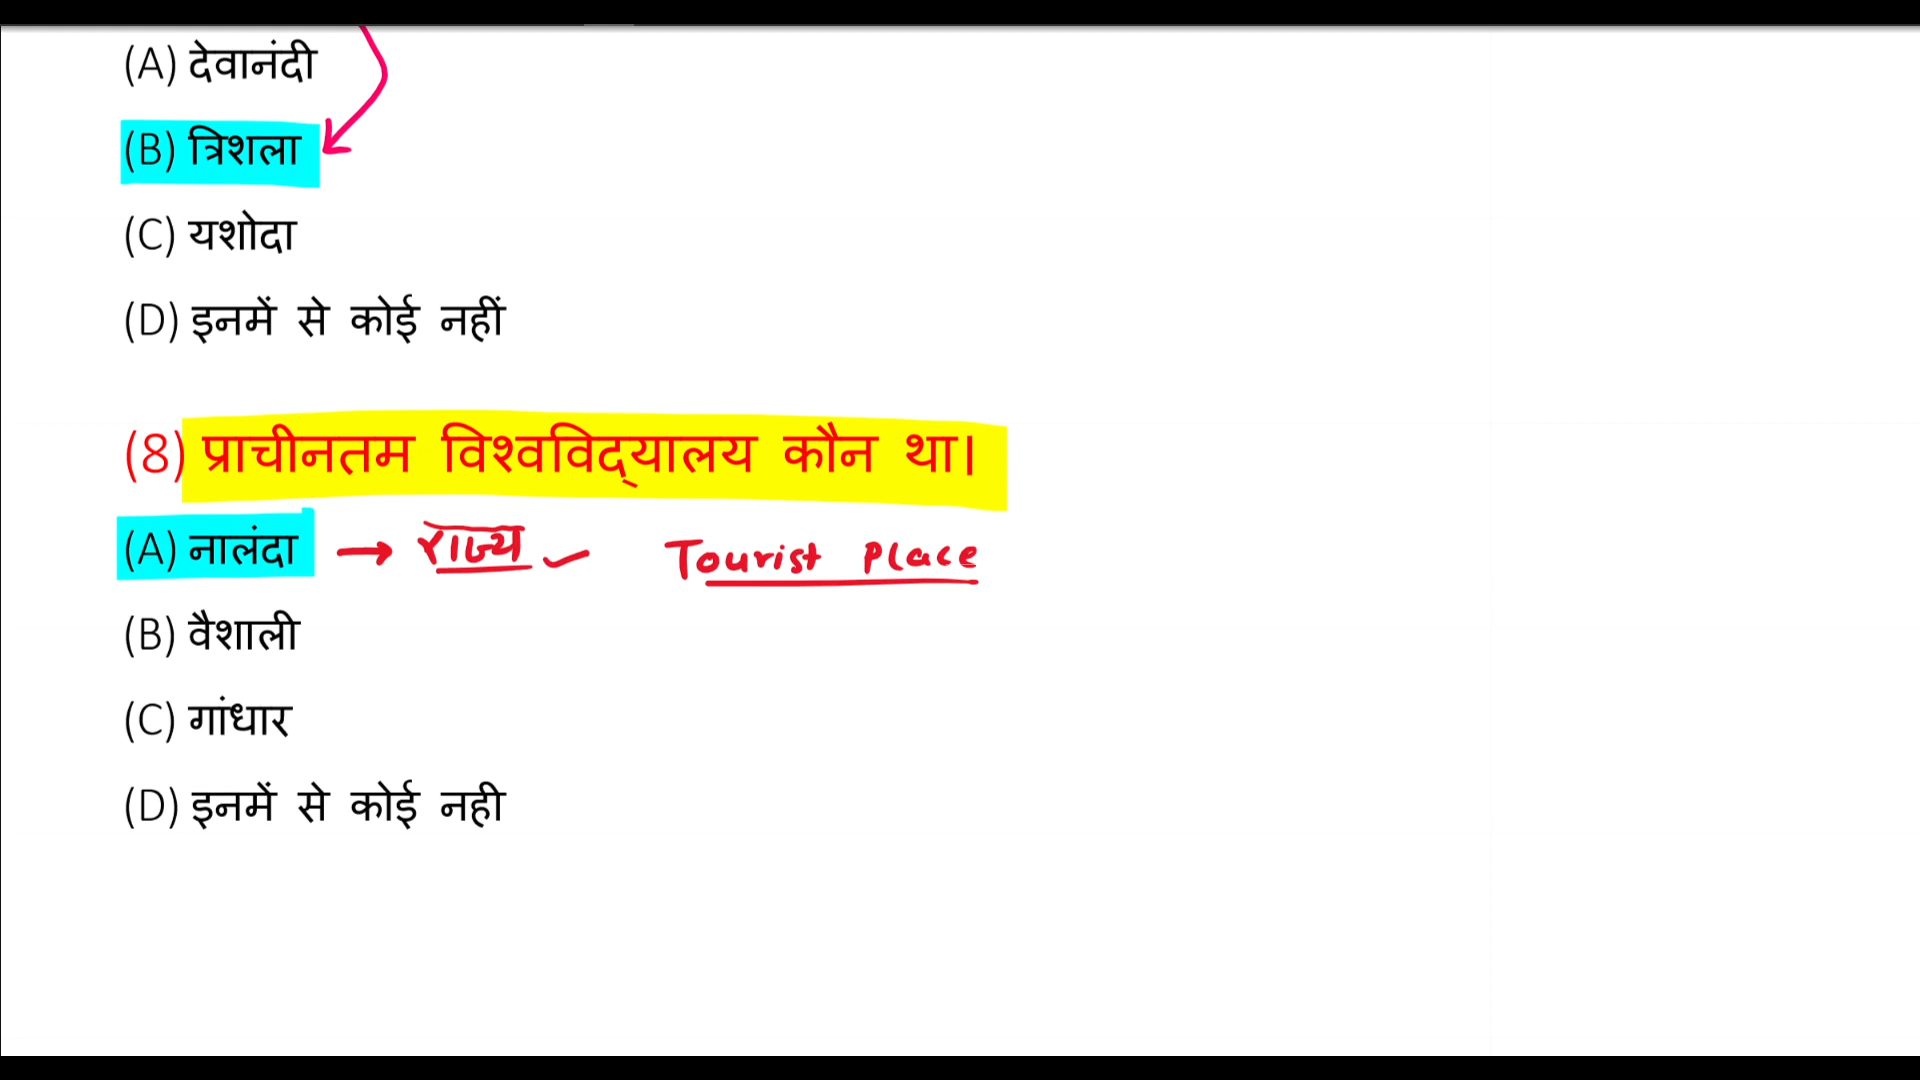 (A) देवानंदी
(B) त्रिशला
(C) यशोदा
(D) इनमें से कोई नहीं
(8) प्राचीनतम विश्वविद्यालय कौन था।
(A) नालंदा → राज्य ✓ Tourist Place
(B) वैशाली
(C) गांधार
(D) इनमें से कोई नही